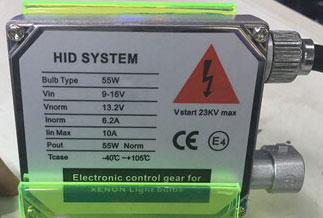 HID SYSTEM
Bulb Type 55W
Vin 9-16V
Vnorm 13.2V
Inorm 6.2A
Iin Max 10A
Pout 55W Norm
Tcase -40℃~+105℃
V start 23KV max
CE E4
Electronic control gear for
XENON Light bulbs